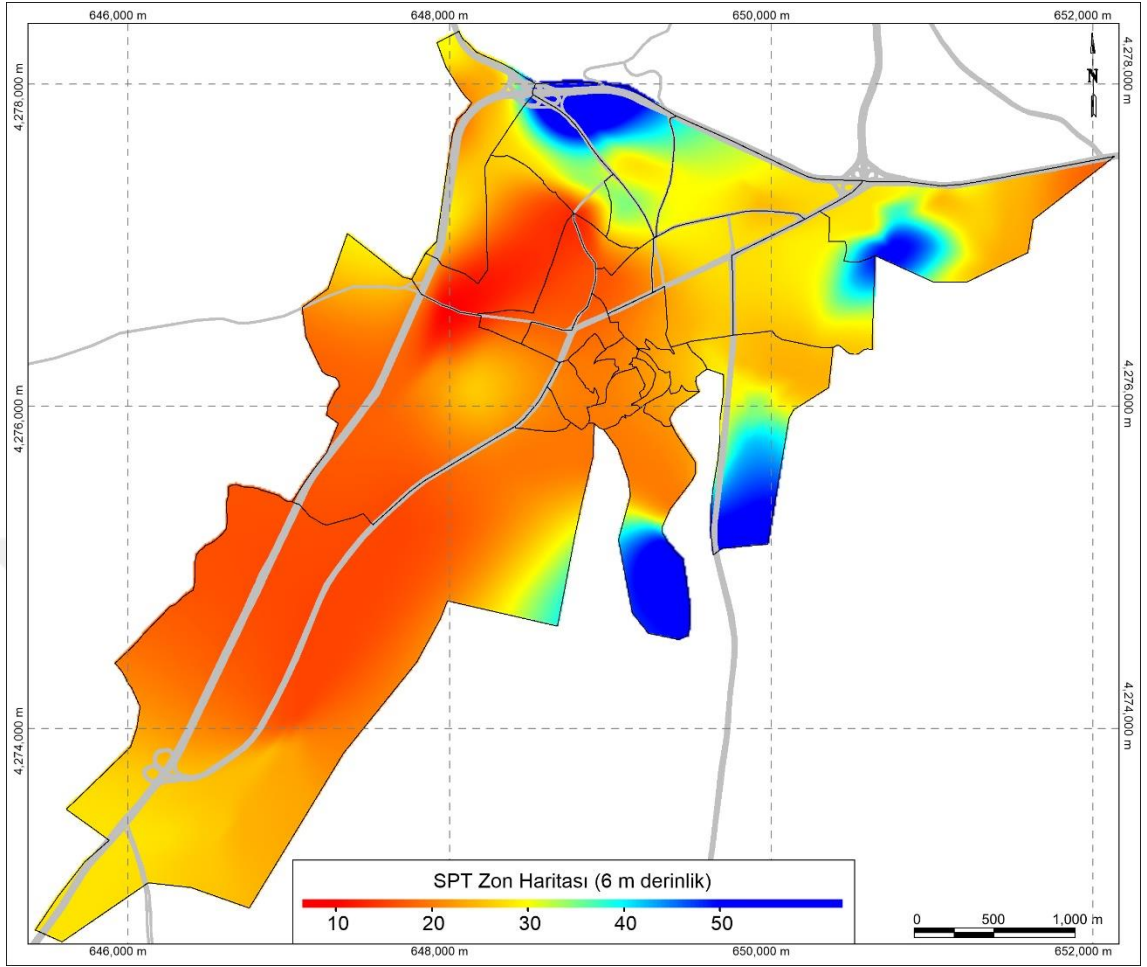 646,000 m 648,000 m 650,000 m 652,000 m
4,278,000 m 4,278,000 m
N
4,276,000 m 4,276,000 m
4,274,000 m 4,274,000 m
SPT Zon Haritası (6 m derinlik)
10 20 30 40 50
0 500 1,000 m
646,000 m 648,000 m 650,000 m 652,000 m